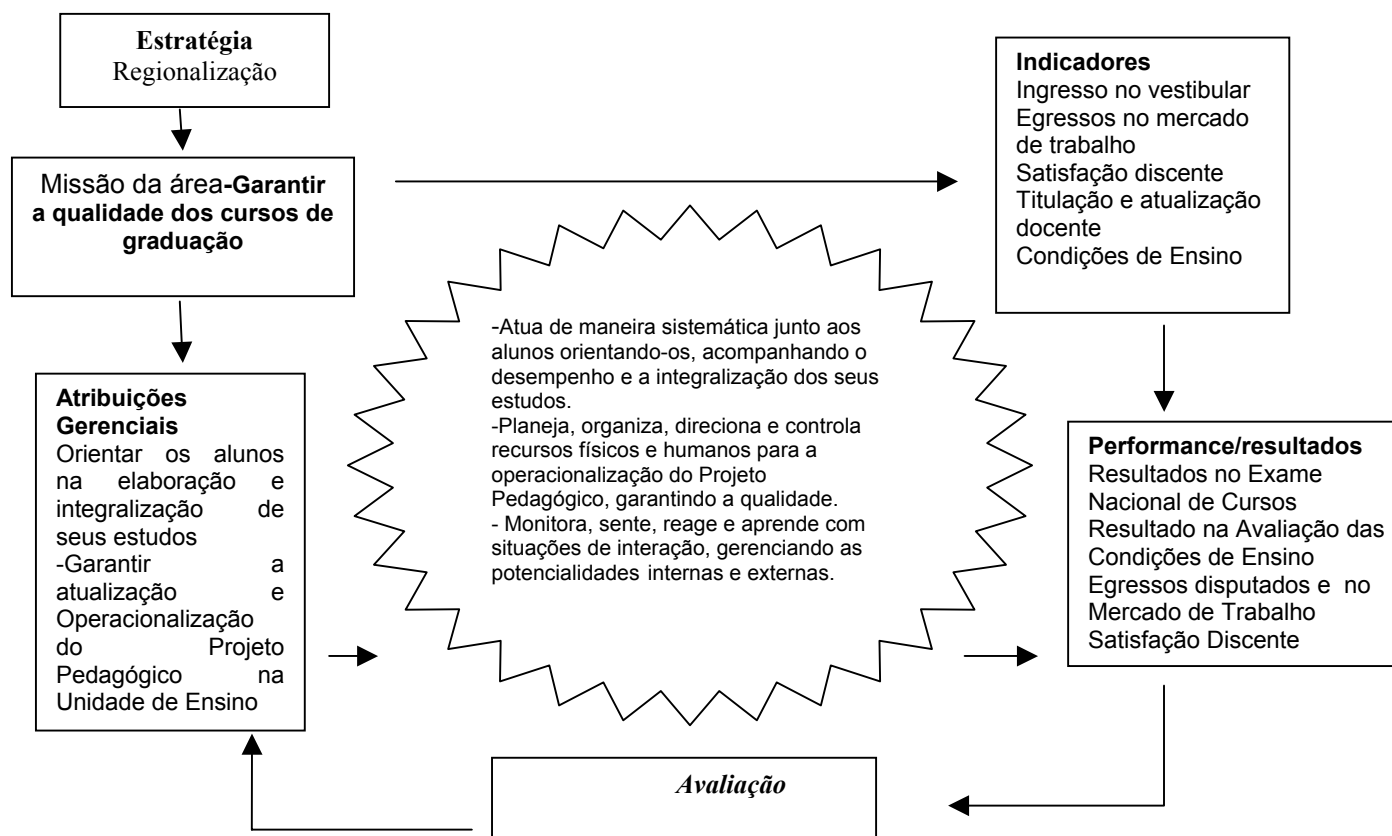 Estratégia
Regionalização
Missão da área-Garantir
a qualidade dos cursos de
graduação
Atribuições
Gerenciais
Orientar os alunos
na elaboração e
integralização de
seus estudos
-Garantir a
atualização e
Operacionalização
do Projeto
Pedagógico na
Unidade de Ensino
-Atua de maneira sistemática junto aos
alunos orientando-os, acompanhando o
desempenho e a integralização dos seus
estudos.
-Planeja, organiza, direciona e controla
recursos físicos e humanos para a
operacionalização do Projeto
Pedagógico, garantindo a qualidade.
- Monitora, sente, reage e aprende com
situações de interação, gerenciando as
potencialidades internas e externas.
Indicadores
Ingresso no vestibular
Egressos no mercado
de trabalho
Satisfação discente
Titulação e atualização
docente
Condições de Ensino
Performance/resultados
Resultados no Exame
Nacional de Cursos
Resultado na Avaliação das
Condições de Ensino
Egressos disputados e no
Mercado de Trabalho
Satisfação Discente
Avaliação